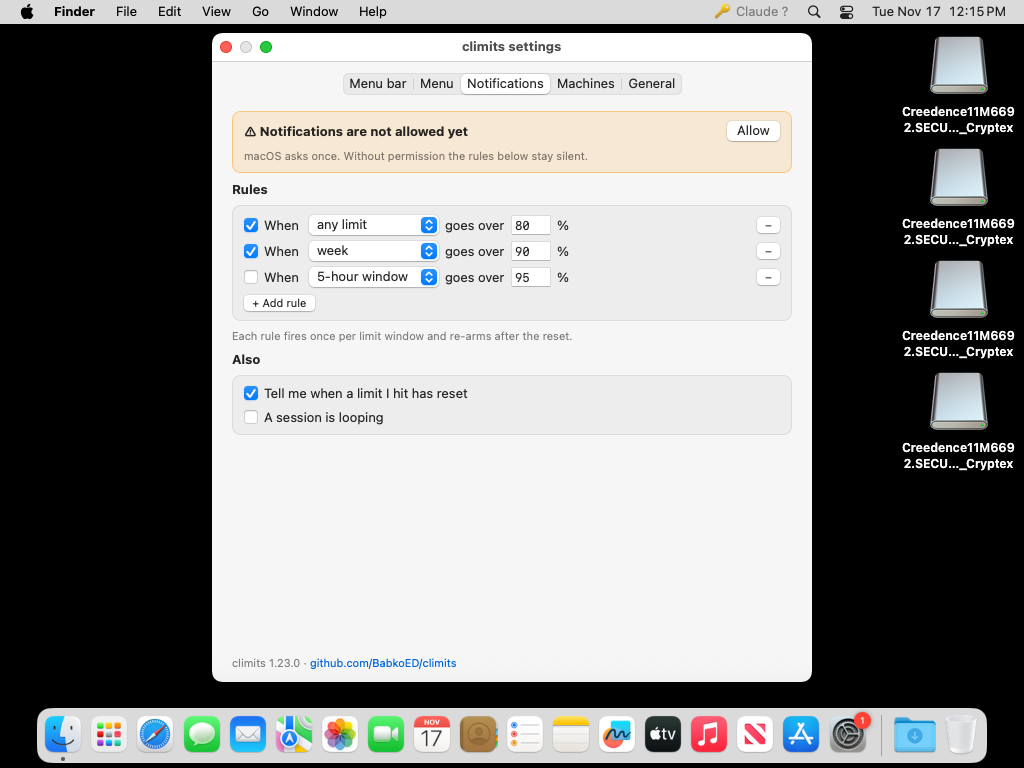 Finder File Edit View Go Window Help Claude ? Tue Nov 17 12:15 PM
climits settings
Menu bar Menu Notifications Machines General
Notifications are not allowed yet Allow
macOS asks once. Without permission the rules below stay silent.
Rules
When any limit goes over 80 % –
When week goes over 90 % –
When 5-hour window goes over 95 % –
+ Add rule
Each rule fires once per limit window and re-arms after the reset.
Also
Tell me when a limit I hit has reset
A session is looping
climits 1.23.0 · github.com/BabkoED/climits
Creedence11M669
2.SECU..._Cryptex
Creedence11M669
2.SECU..._Cryptex
Creedence11M669
2.SECU..._Cryptex
Creedence11M669
2.SECU..._Cryptex
NOV
17
tv
1